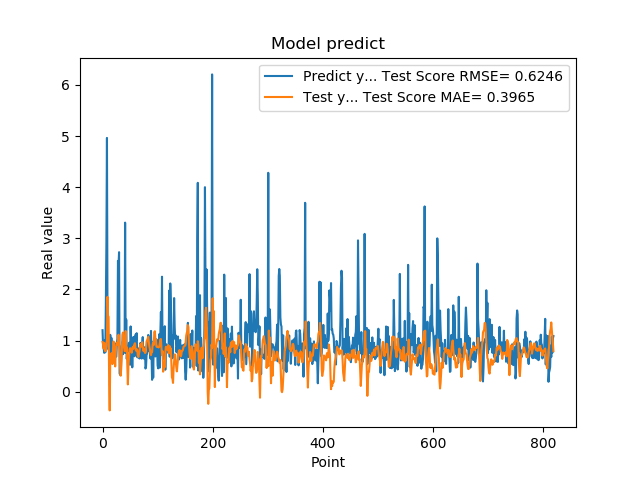 Model predict
Predict y... Test Score RMSE= 0.6246
Test y... Test Score MAE= 0.3965
Real value
6
5
4
3
2
1
0
0 200 400 600 800
Point